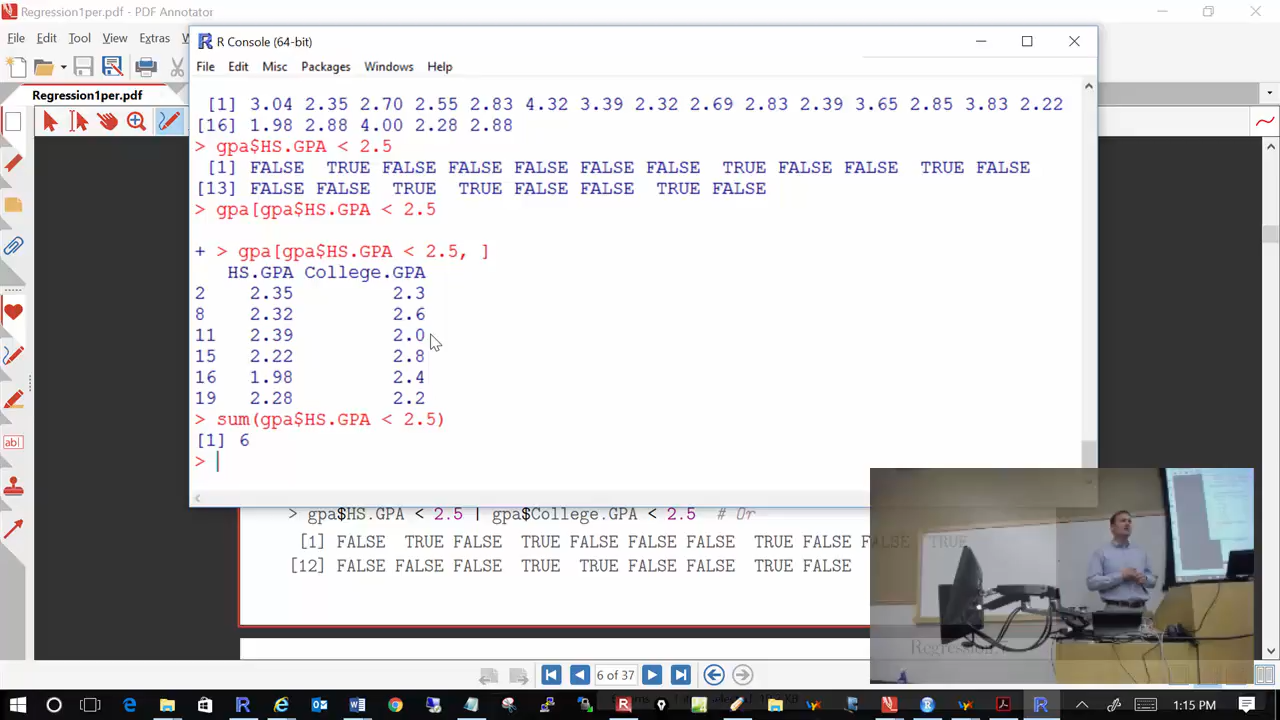 Regression1per.pdf - PDF Annotator
File Edit Tool View Extras W
Regression1per.pdf
R Console (64-bit)
File Edit Misc Packages Windows Help
[1] 3.04 2.35 2.70 2.55 2.83 4.32 3.39 2.32 2.69 2.83 2.39 3.65 2.85 3.83 2.22
[16] 1.98 2.88 4.00 2.28 2.88
> gpa$HS.GPA < 2.5
[1] FALSE TRUE FALSE FALSE FALSE FALSE FALSE TRUE FALSE FALSE TRUE FALSE
[13] FALSE FALSE TRUE TRUE FALSE FALSE TRUE FALSE
> gpa[gpa$HS.GPA < 2.5
+ > gpa[gpa$HS.GPA < 2.5, ]
HS.GPA College.GPA
2 2.35 2.3
8 2.32 2.6
11 2.39 2.0
15 2.22 2.8
16 1.98 2.4
19 2.28 2.2
> sum(gpa$HS.GPA < 2.5)
[1] 6
>
> gpa$HS.GPA < 2.5 | gpa$College.GPA < 2.5 # Or
[1] FALSE TRUE FALSE TRUE FALSE FALSE FALSE TRUE FALSE FALSE TRUE
[12] FALSE FALSE FALSE TRUE TRUE FALSE FALSE TRUE FALSE
6 of 37
1:15 PM